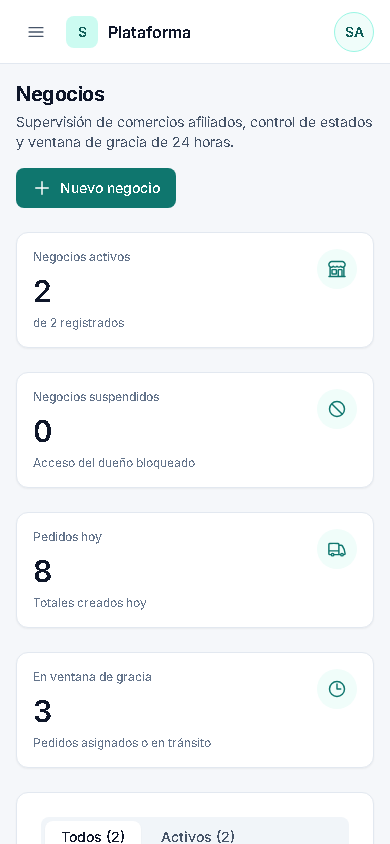 S Plataforma SA
Negocios
Supervisión de comercios afiliados, control de estados
y ventana de gracia de 24 horas.
Nuevo negocio
Negocios activos
2
de 2 registrados
Negocios suspendidos
0
Acceso del dueño bloqueado
Pedidos hoy
8
Totales creados hoy
En ventana de gracia
3
Pedidos asignados o en tránsito
Todos (2) Activos (2)